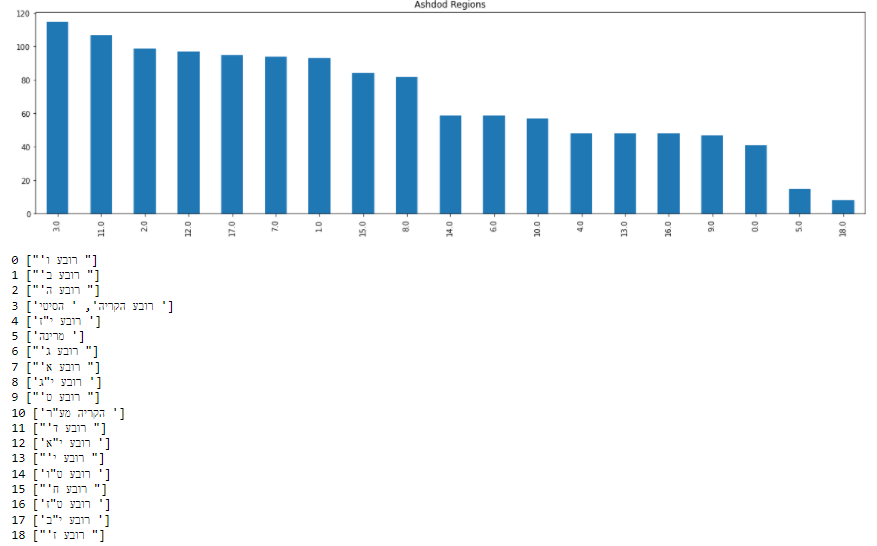 Ashdod Regions
120
100
80
60
40
20
0
3.0 11.0 2.0 12.0 17.0 7.0 1.0 15.0 8.0 14.0 6.0 10.0 4.0 13.0 16.0 9.0 0.0 5.0 18.0
0 [" רובע ו'"]
1 [" רובע ב'"]
2 [" רובע ה'"]
3 [' רובע הקריה', ' הסיטי']
4 [' רובע י"ז']
5 [' מרינה']
6 [" רובע ג'"]
7 [" רובע א'"]
8 [' רובע י"ג']
9 [" רובע ט'"]
10 [' הקריה מע"ר']
11 [" רובע ד'"]
12 [' רובע י"א']
13 [" רובע י'"]
14 [' רובע ט"ו']
15 [" רובע ח'"]
16 [' רובע ט"ז']
17 [' רובע י"ב']
18 [" רובע ז'"]